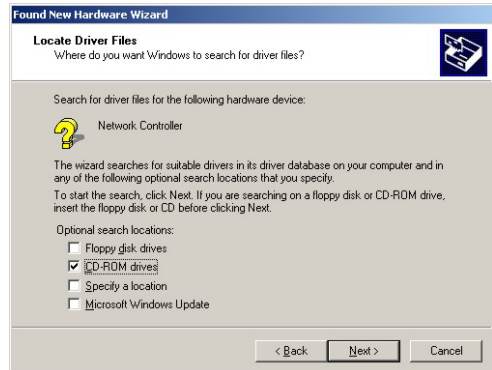 Found New Hardware Wizard
Locate Driver Files
Where do you want Windows to search for driver files?
Search for driver files for the following hardware device:
Network Controller
The wizard searches for suitable drivers in its driver database on your computer and in
any of the following optional search locations that you specify.
To start the search, click Next. If you are searching on a floppy disk or CD-ROM drive,
insert the floppy disk or CD before clicking Next.
Optional search locations:
Floppy disk drives
CD-ROM drives
Specify a location
Microsoft Windows Update
< Back Next > Cancel